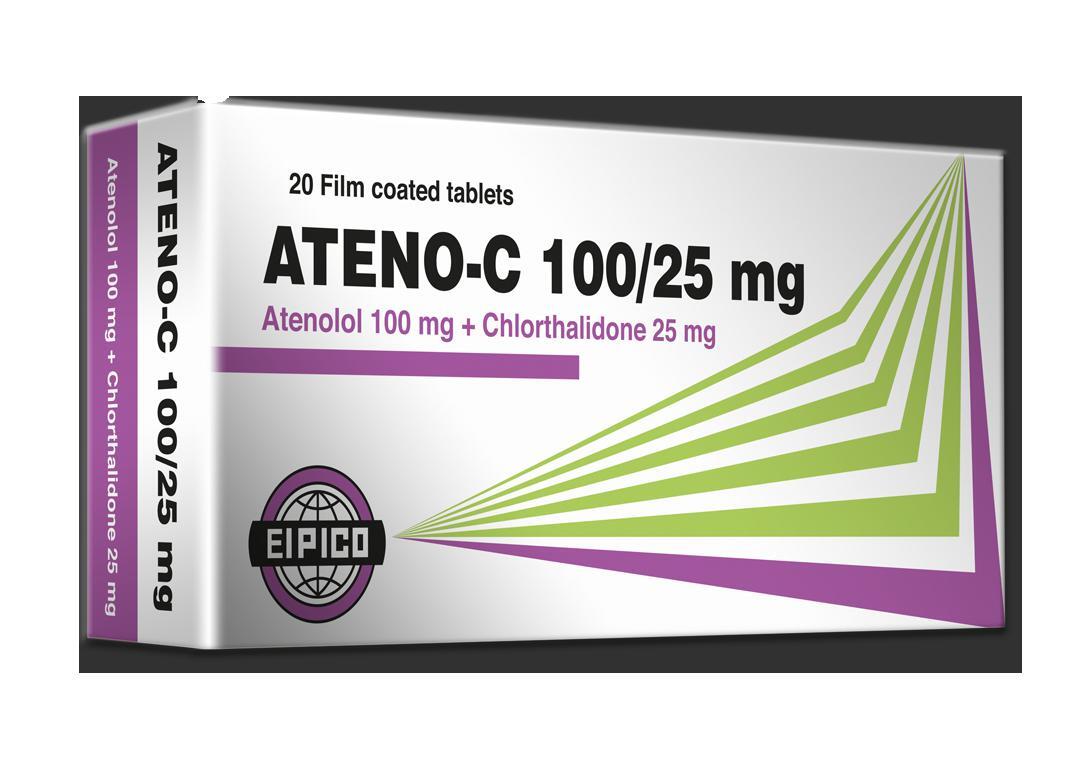 Atenolol 100 mg + Chlorthalidone 25 mg
ATENO-C 100/25 mg
20 Film coated tablets
ATENO-C 100/25 mg
Atenolol 100 mg + Chlorthalidone 25 mg
EIPICO